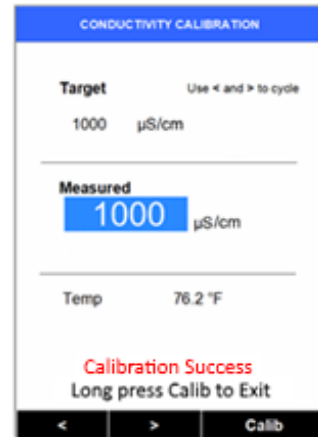 CONDUCTIVITY CALIBRATION
Target Use < and > to cycle
1000 µS/cm
Measured
1000 µS/cm
Temp 76.2 °F
Calibration Success
Long press Calib to Exit
< > Calib